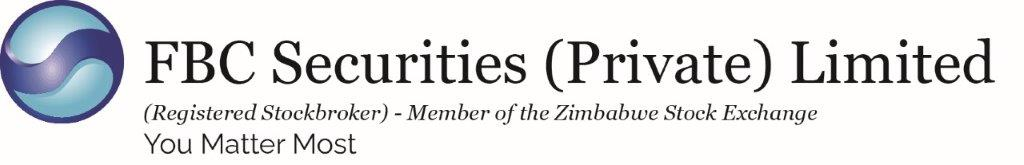 FBC Securities (Private) Limited
(Registered Stockbroker) - Member of the Zimbabwe Stock Exchange
You Matter Most